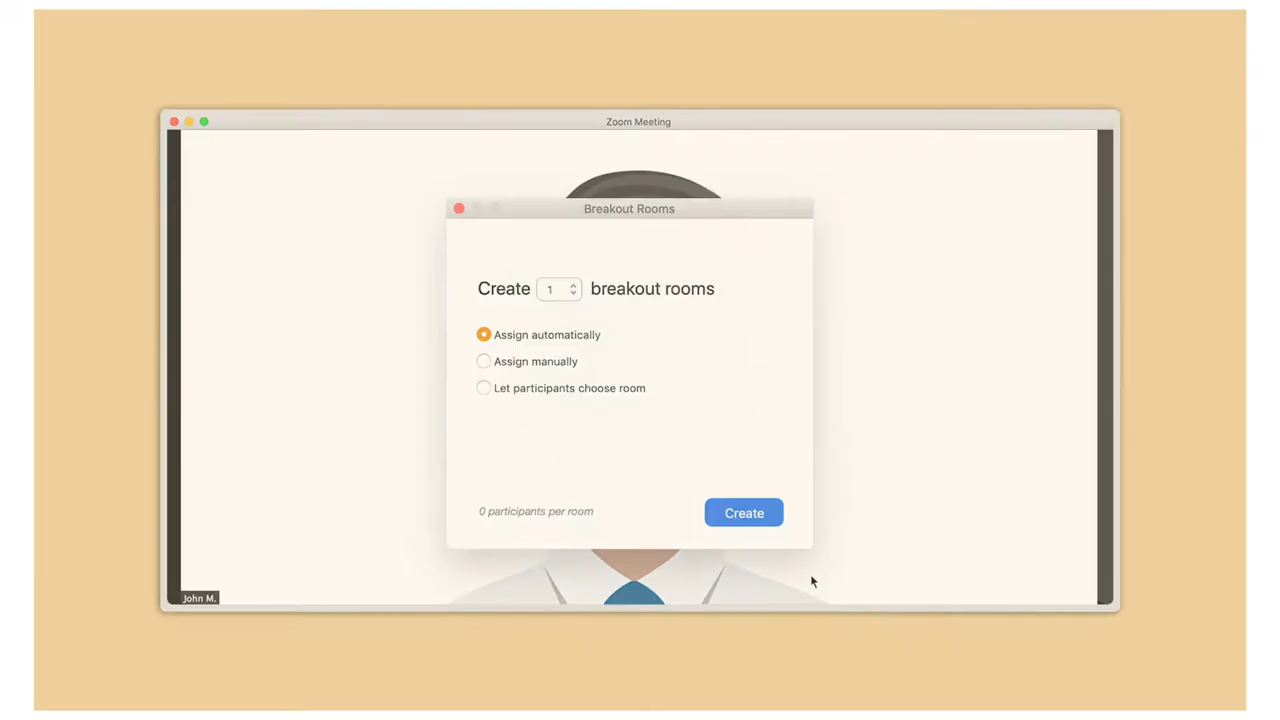 Zoom Meeting
Breakout Rooms
Create 1 breakout rooms
Assign automatically
Assign manually
Let participants choose room
0 participants per room
Create
John M.